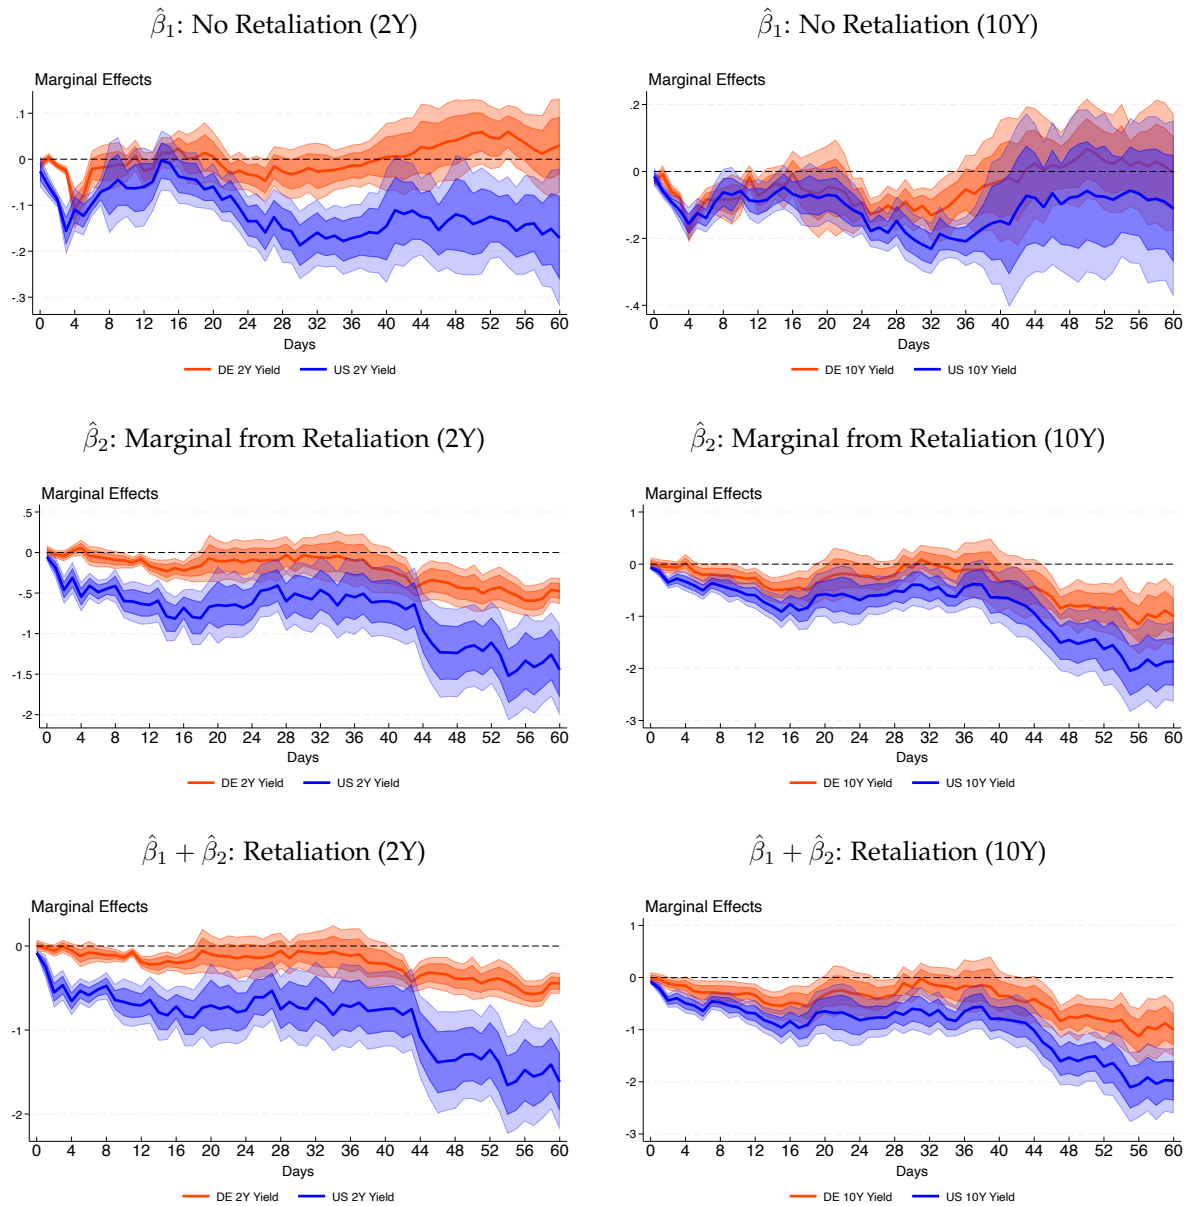 β̂₁: No Retaliation (2Y)
Marginal Effects
.1
0
-.1
-.2
-.3
0 4 8 12 16 20 24 28 32 36 40 44 48 52 56 60
Days
DE 2Y Yield US 2Y Yield
β̂₁: No Retaliation (10Y)
Marginal Effects
.2
0
-.2
-.4
0 4 8 12 16 20 24 28 32 36 40 44 48 52 56 60
Days
DE 10Y Yield US 10Y Yield
β̂₂: Marginal from Retaliation (2Y)
Marginal Effects
.5
0
-.5
-1
-1.5
-2
0 4 8 12 16 20 24 28 32 36 40 44 48 52 56 60
Days
DE 2Y Yield US 2Y Yield
β̂₂: Marginal from Retaliation (10Y)
Marginal Effects
1
0
-1
-2
-3
0 4 8 12 16 20 24 28 32 36 40 44 48 52 56 60
Days
DE 10Y Yield US 10Y Yield
β̂₁ + β̂₂: Retaliation (2Y)
Marginal Effects
0
-1
-2
0 4 8 12 16 20 24 28 32 36 40 44 48 52 56 60
Days
DE 2Y Yield US 2Y Yield
β̂₁ + β̂₂: Retaliation (10Y)
Marginal Effects
1
0
-1
-2
-3
0 4 8 12 16 20 24 28 32 36 40 44 48 52 56 60
Days
DE 10Y Yield US 10Y Yield